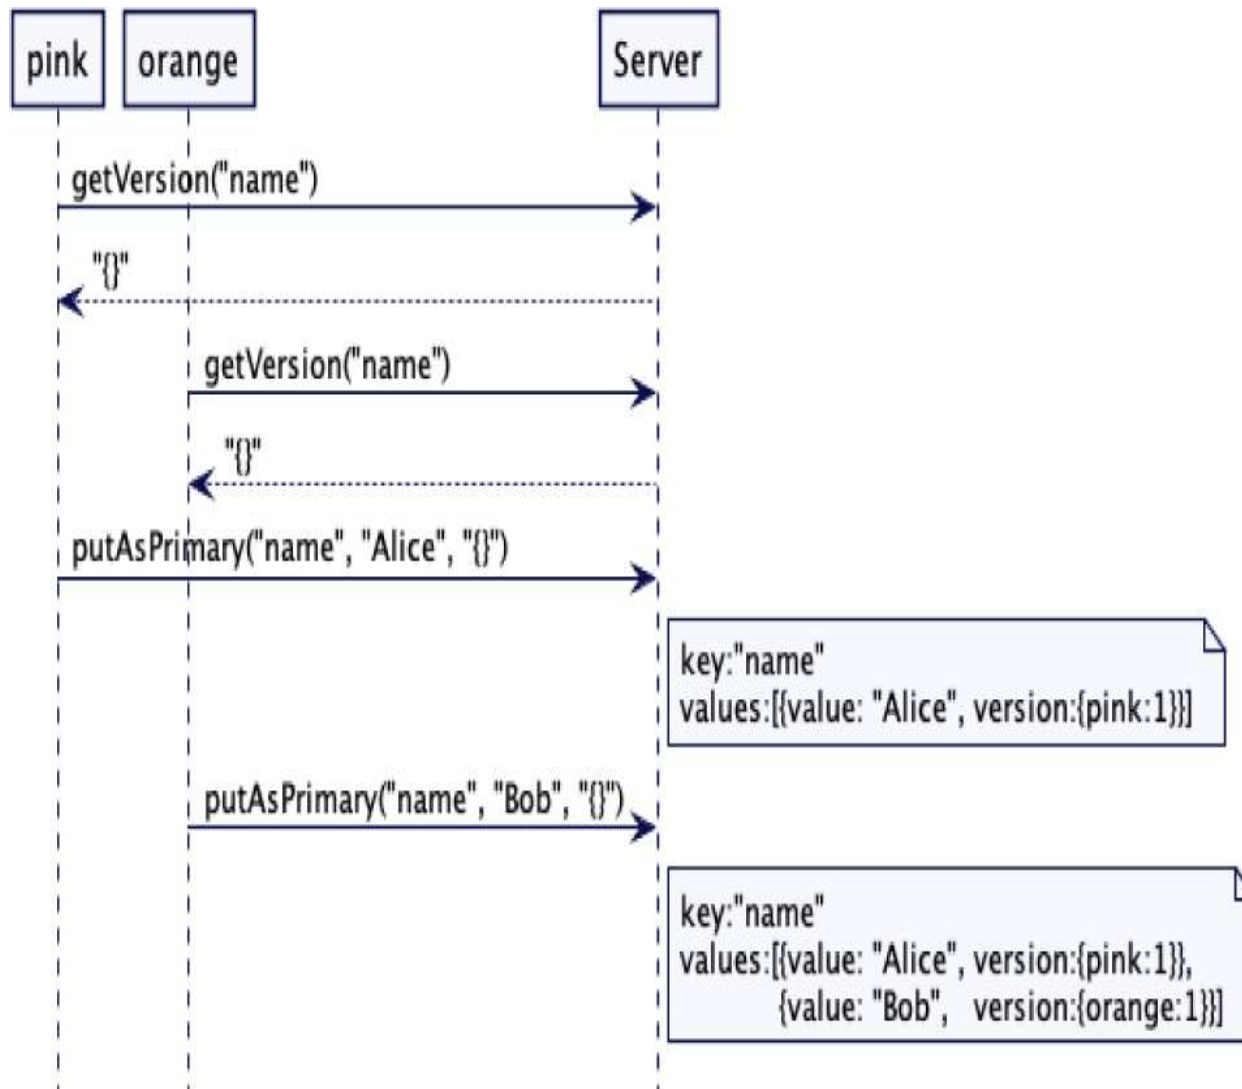 pink
orange
Server
getVersion("name")
"{}"
getVersion("name")
"{}"
putAsPrimary("name", "Alice", "{}")
key:"name"
values:[{value: "Alice", version:{pink:1}}]
putAsPrimary("name", "Bob", "{}")
key:"name"
values:[{value: "Alice", version:{pink:1}},
{value: "Bob", version:{orange:1}}]